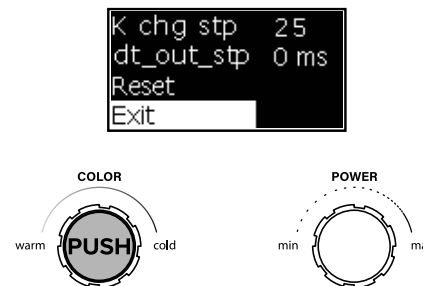 K chg stp 25
dt_out_stp 0 ms
Reset
Exit
COLOR POWER
warm PUSH cold min